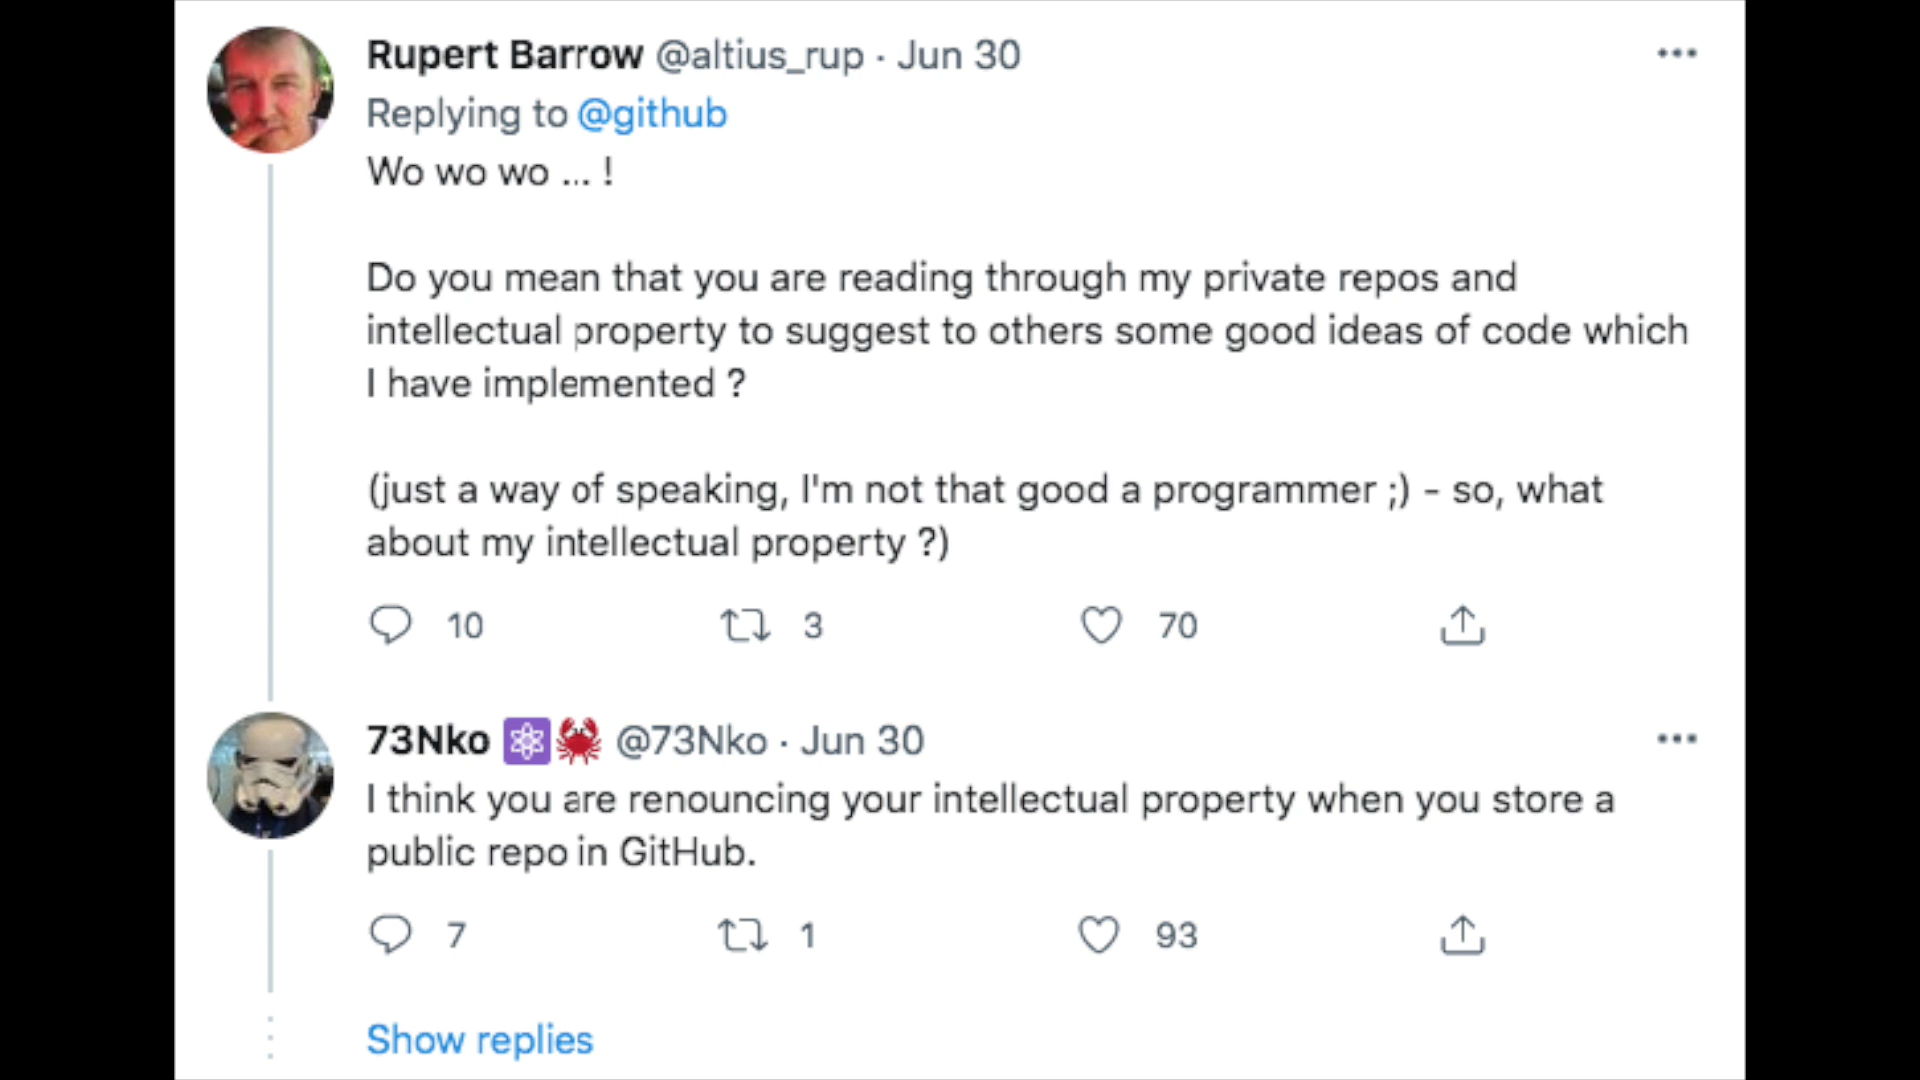 Rupert Barrow @altius_rup · Jun 30
Replying to @github
Wo wo wo ... !
Do you mean that you are reading through my private repos and
intellectual property to suggest to others some good ideas of code which
I have implemented ?
(just a way of speaking, I'm not that good a programmer ;) - so, what
about my intellectual property ?)
10 3 70
73Nko ⚛️🦀 @73Nko · Jun 30
I think you are renouncing your intellectual property when you store a
public repo in GitHub.
7 1 93
Show replies